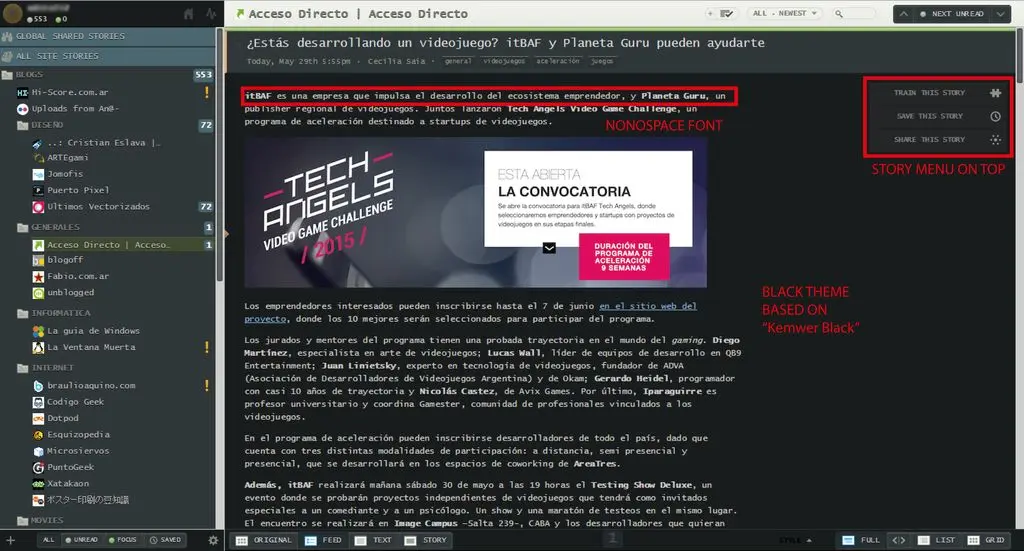 553 0
GLOBAL SHARED STORIES
ALL SITE STORIES
BLOGS 553
Hi-Score.com.ar
Uploads from An@-
DISEÑO 72
..: Cristian Eslava |…
ARTEgami
Jomofis
Puerto Pixel
Ultimos Vectorizados 72
GENERALES 1
Acceso Directo | Acceso… 1
blogoff
Fabio.com.ar
unblogged
INFORMATICA
La guia de Windows
La Ventana Muerta
INTERNET
braulioaquino.com
Codigo Geek
Dotpod
Esquizopedia
Microsiervos
PuntoGeek
Xatakaon
ポスター印刷の豆知識
MOVIES
ALL UNREAD FOCUS SAVED
Acceso Directo | Acceso Directo
ALL - NEWEST
NEXT UNREAD
¿Estás desarrollando un videojuego? itBAF y Planeta Guru pueden ayudarte
Today, May 29th 5:55pm · Cecilia Saia · general videojuegos aceleración juegos
itBAF es una empresa que impulsa el desarrollo del ecosistema emprendedor, y Planeta Guru, un
publisher regional de videojuegos. Juntos lanzaron Tech Angels Video Game Challenge, un
programa de aceleración destinado a startups de videojuegos.
NONOSPACE FONT
TRAIN THIS STORY
SAVE THIS STORY
SHARE THIS STORY
STORY MENU ON TOP
TECH
ANGELS
VIDEO GAME CHALLENGE
/ 2015 /
ESTA ABIERTA
LA CONVOCATORIA
Se abre la convocatoria para itBAF Tech Angels, donde
seleccionaremos emprendedores y startups con proyectos de
videojuegos en sus etapas finales.
DURACIÓN DEL
PROGRAMA DE
ACELERACIÓN
9 SEMANAS
BLACK THEME
BASED ON
"Kemwer Black"
Los emprendedores interesados pueden inscribirse hasta el 7 de junio en el sitio web del
proyecto, donde los 10 mejores serán seleccionados para participar del programa.
Los jurados y mentores del programa tienen una probada trayectoria en el mundo del gaming. Diego
Martínez, especialista en arte de videojuegos; Lucas Wall, líder de equipos de desarrollo en QB9
Entertainment; Juan Linietsky, experto en tecnología de videojuegos, fundador de ADVA
(Asociación de Desarrolladores de Videojuegos Argentina) y de Okam; Gerardo Heidel, programador
con casi 10 años de trayectoria y Nicolás Castez, de Avix Games. Por último, Iparaguirre es
profesor universitario y coordina Gamester, comunidad de profesionales vinculados a los
videojuegos.
En el programa de aceleración pueden inscribirse desarrolladores de todo el país, dado que
cuenta con tres distintas modalidades de participación: a distancia, semi presencial y
presencial, que se desarrollará en los espacios de coworking de AreaTres.
Además, itBAF realizará mañana sábado 30 de mayo a las 19 horas el Testing Show Deluxe, un
evento donde se probarán proyectos independientes de videojuegos que tendrá como invitados
especiales a un comediante y a un psicólogo. Un show y una maratón de testeos en el mismo lugar.
El encuentro se realizará en Image Campus –Salta 239-, CABA y los desarrolladores que quieran
ORIGINAL FEED TEXT STORY 1 STYLE FULL LIST GRID